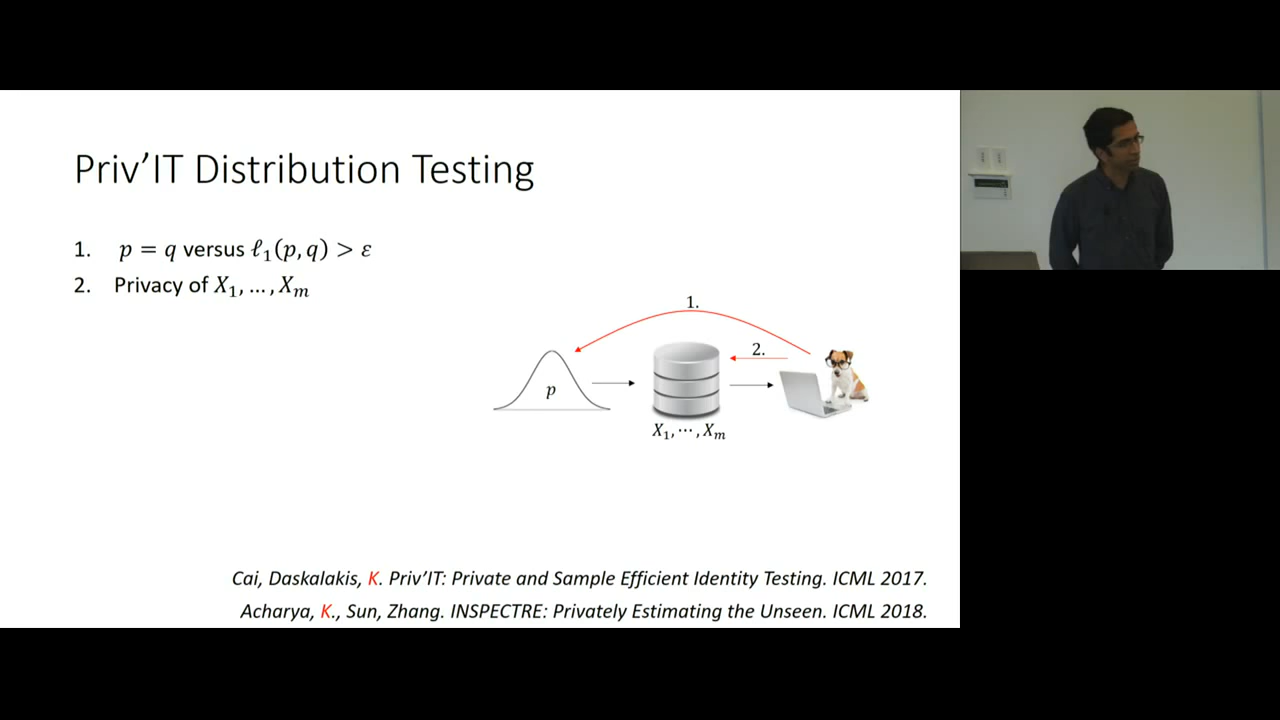 Priv’IT Distribution Testing
1. p = q versus ℓ₁(p, q) > ε
2. Privacy of X₁, … , Xₘ
1.
2.
p
X₁, ⋯ , Xₘ
Cai, Daskalakis, K. Priv’IT: Private and Sample Efficient Identity Testing. ICML 2017.
Acharya, K., Sun, Zhang. INSPECTRE: Privately Estimating the Unseen. ICML 2018.